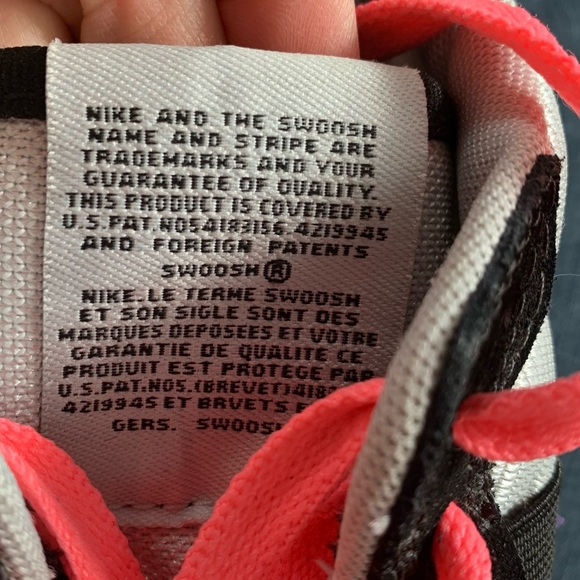 NIKE AND THE SWOOSH
NAME AND STRIPE ARE
TRADEMARKS AND YOUR
GUARANTEE OF QUALITY.
THIS PRODUCT IS COVERED BY
U.S.PAT.NOS4183156.4219945
AND FOREIGN PATENTS
SWOOSH®
NIKE.LE TERME SWOOSH
ET SON SIGLE SONT DES
MARQUES DEPOSEES ET VOTRE
GARANTIE DE QUALITE CE
PRODUIT EST PROTEGE PAR
U.S.PAT.NOS.(BREVET)418
4219945 ET BRVETS E
GERS. SWOOSH